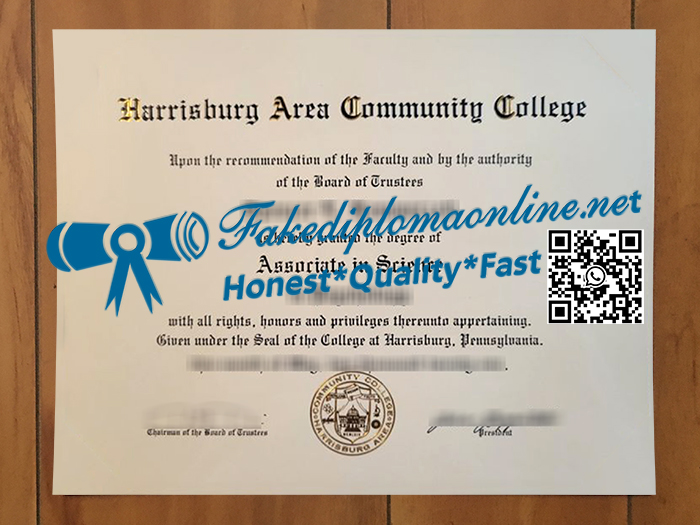 Harrisburg Area Community College
Upon the recommendation of the Faculty and by the authority
of the Board of Trustees
Fakediplomaonline.net
is hereby granted the degree of
Associate in Science
Honest*Quality*Fast
with all rights, honors and privileges thereunto appertaining.
Given under the Seal of the College at Harrisburg, Pennsylvania.
COMMUNITY COLLEGE
HARRISBURG AREA
Chairman of the Board of Trustees
President